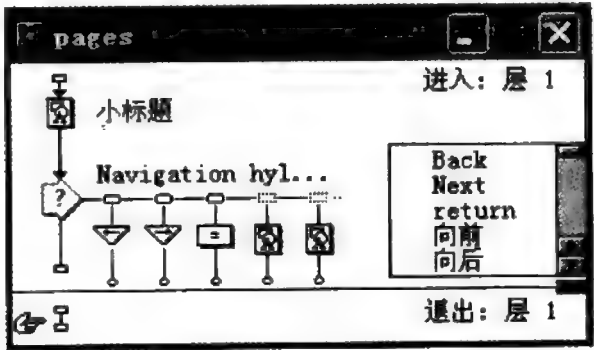 pages
进入: 层 1
小标题
Navigation hyl...
?
=
Back
Next
return
向前
向后
退出: 层 1